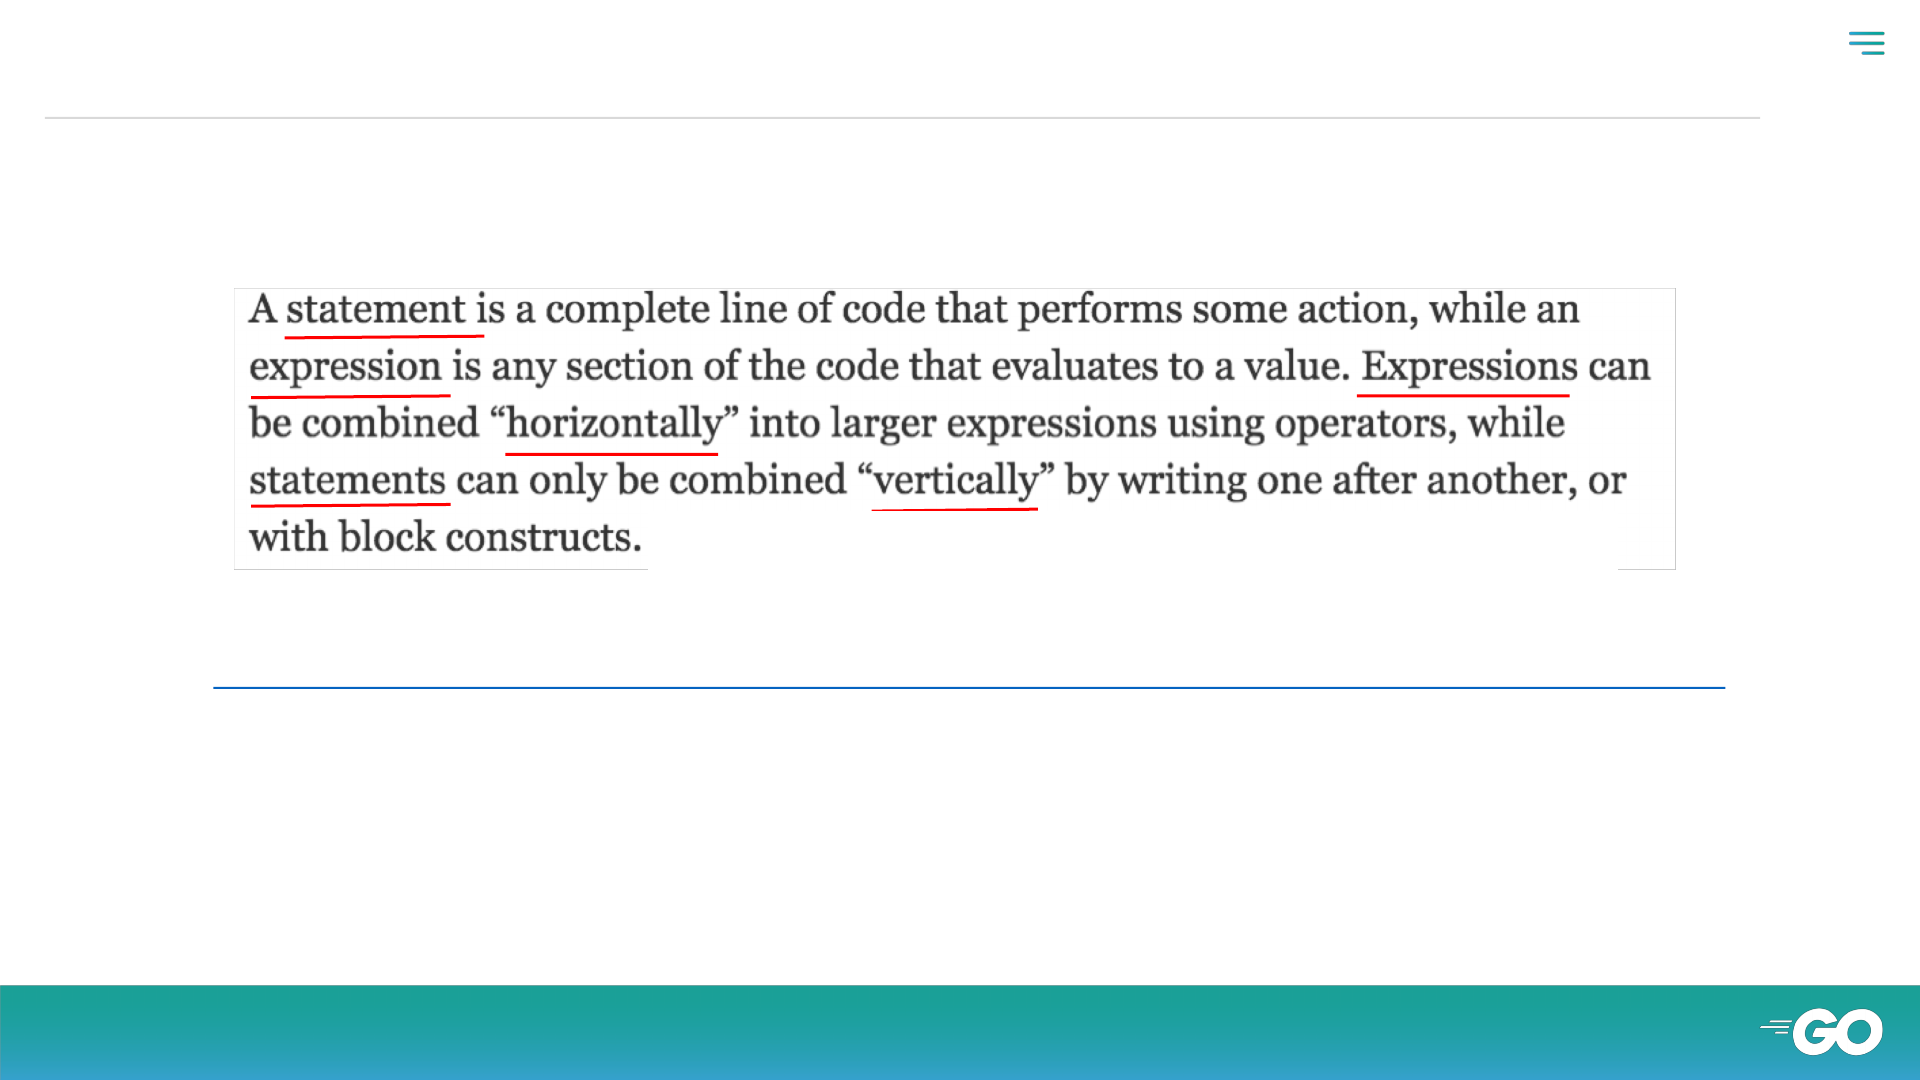 A statement is a complete line of code that performs some action, while an
expression is any section of the code that evaluates to a value. Expressions can
be combined “horizontally” into larger expressions using operators, while
statements can only be combined “vertically” by writing one after another, or
with block constructs.
GO